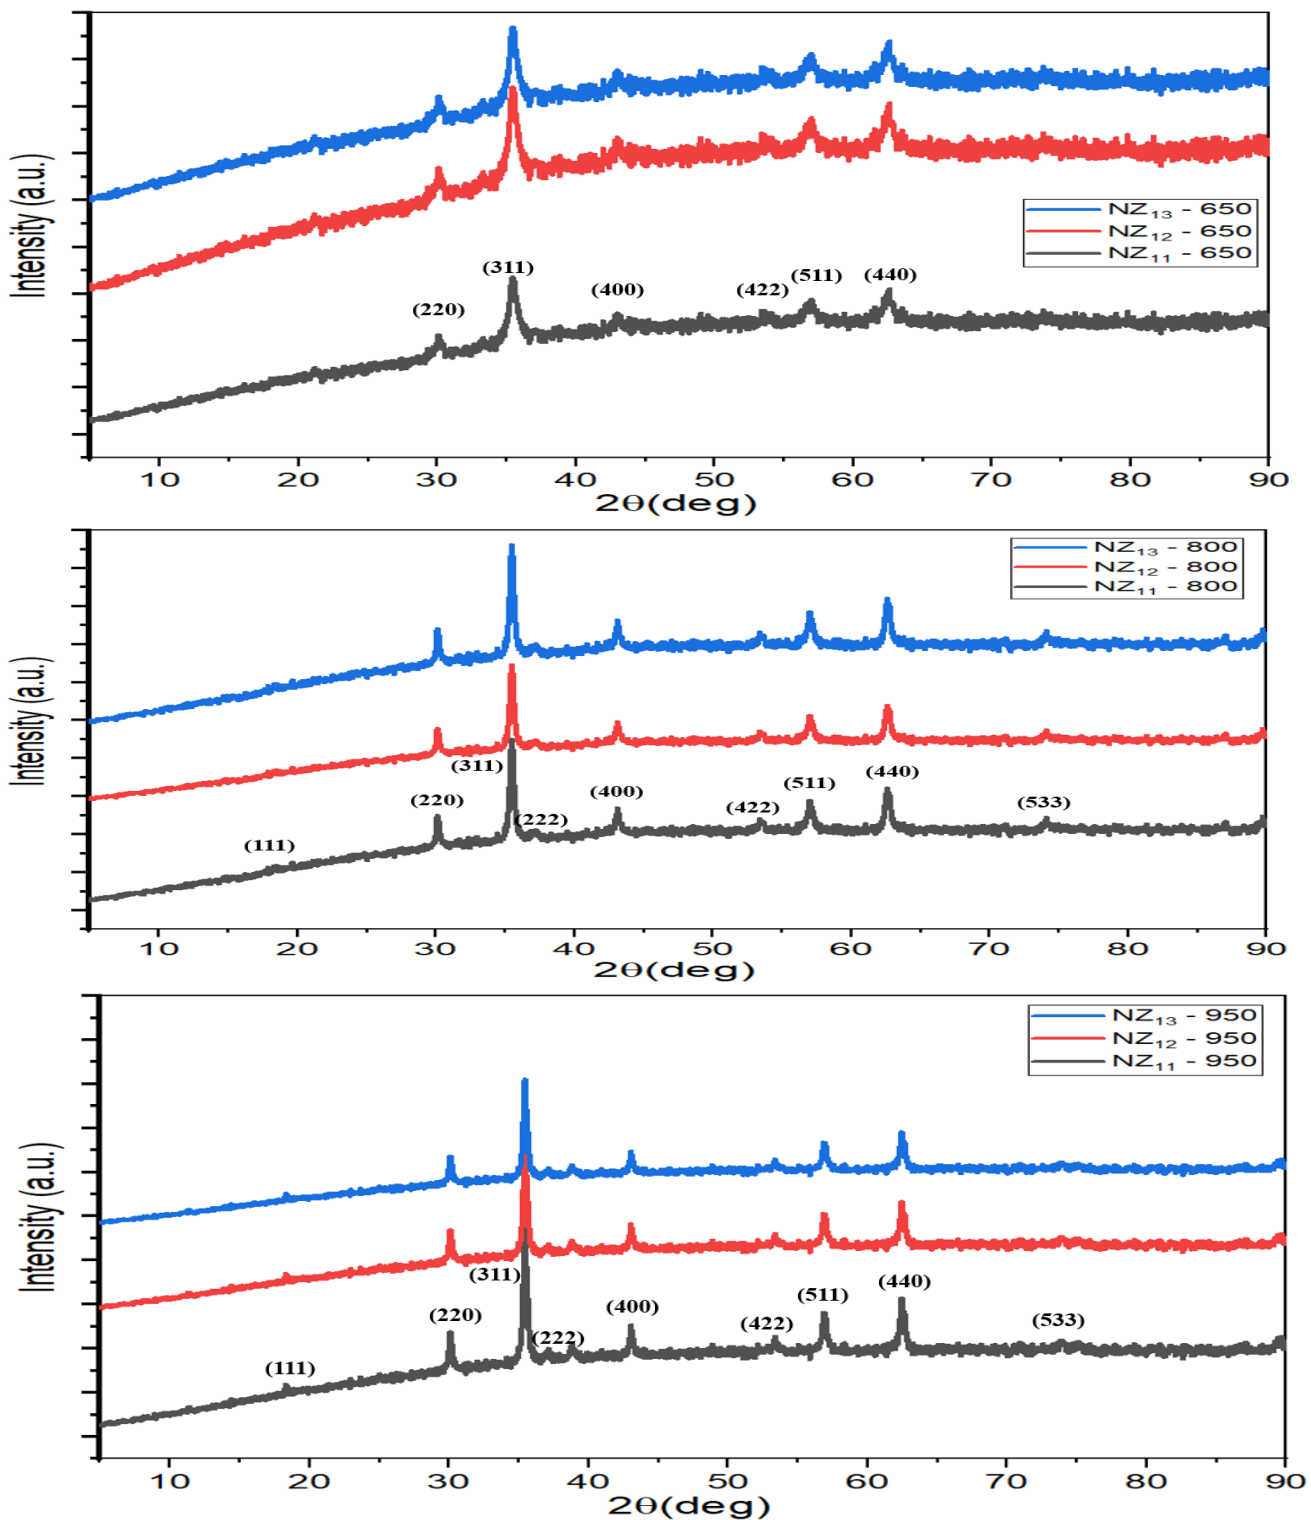 Intensity (a.u.)
NZ₁₃ - 650
NZ₁₂ - 650
NZ₁₁ - 650
(220)
(311)
(400)
(422)
(511)
(440)
10 20 30 40 50 60 70 80 90
2θ(deg)
Intensity (a.u.)
NZ₁₃ - 800
NZ₁₂ - 800
NZ₁₁ - 800
(111)
(220)
(311)
(222)
(400)
(422)
(511)
(440)
(533)
10 20 30 40 50 60 70 80 90
2θ(deg)
Intensity (a.u.)
NZ₁₃ - 950
NZ₁₂ - 950
NZ₁₁ - 950
(111)
(220)
(311)
(222)
(400)
(422)
(511)
(440)
(533)
10 20 30 40 50 60 70 80 90
2θ(deg)